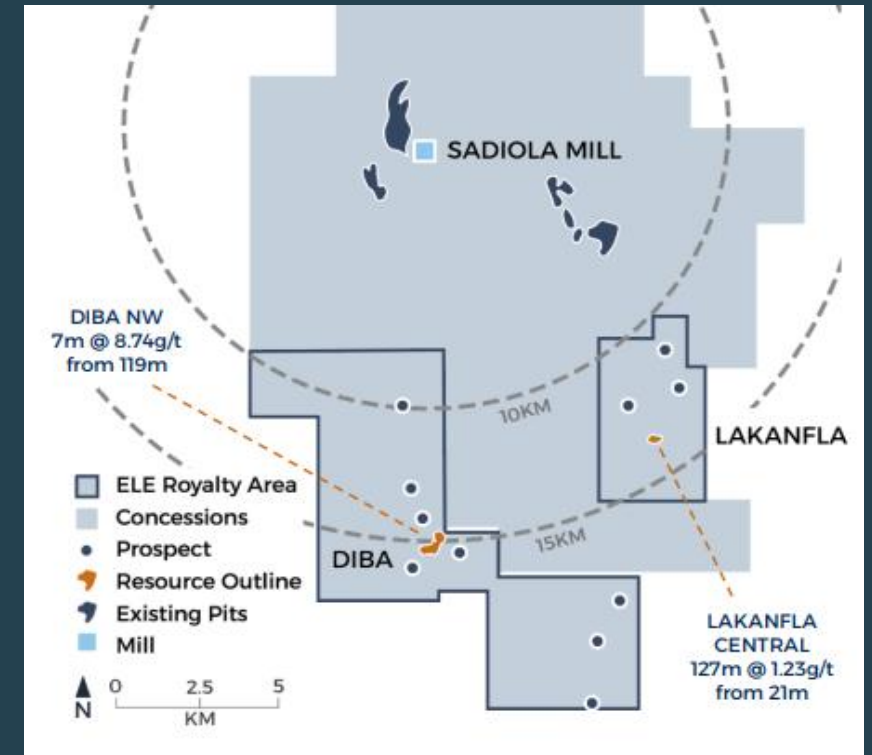 SADIOLA MILL
DIBA NW
7m @ 8.74g/t
from 119m
10KM
LAKANFLA
ELE Royalty Area
Concessions
Prospect
Resource Outline
Existing Pits
Mill
DIBA
15KM
LAKANFLA
CENTRAL
127m @ 1.23g/t
from 21m
N
0 2.5 5
KM